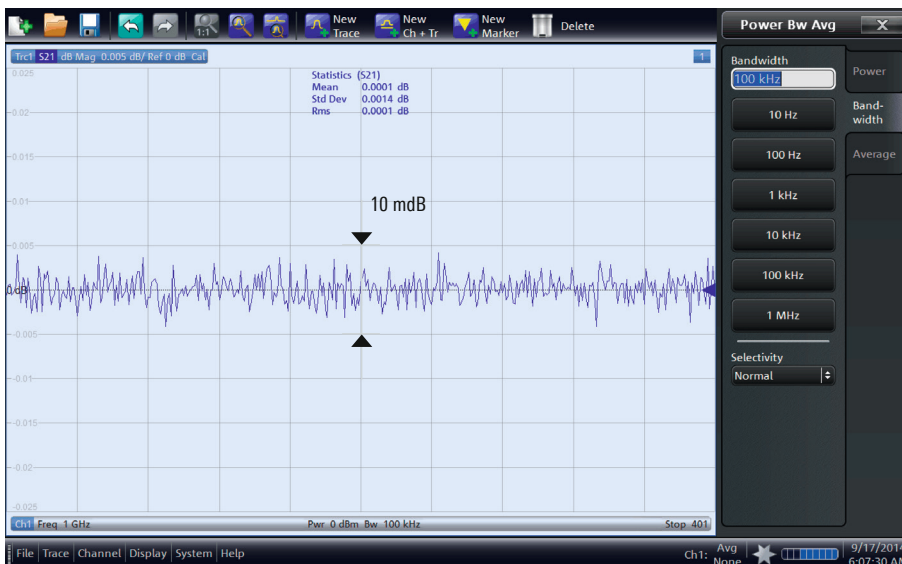 1:1
New Trace
New Ch + Tr
New Marker
Delete
Power Bw Avg
X
Trc1 S21 dB Mag 0.005 dB/ Ref 0 dB Cal
1
Statistics (S21)
Mean 0.0001 dB
Std Dev 0.0014 dB
Rms 0.0001 dB
0.025
0.02
0.015
0.01
0.005
0 dB
-0.005
-0.01
-0.015
-0.02
-0.025
10 mdB
Ch1 Freq 1 GHz
Pwr 0 dBm Bw 100 kHz
Stop 401
Bandwidth
100 kHz
10 Hz
100 Hz
1 kHz
10 kHz
100 kHz
1 MHz
Selectivity
Normal
Power
Band-
width
Average
File Trace Channel Display System Help
Ch1: Avg None
9/17/2014
6:07:30 AM